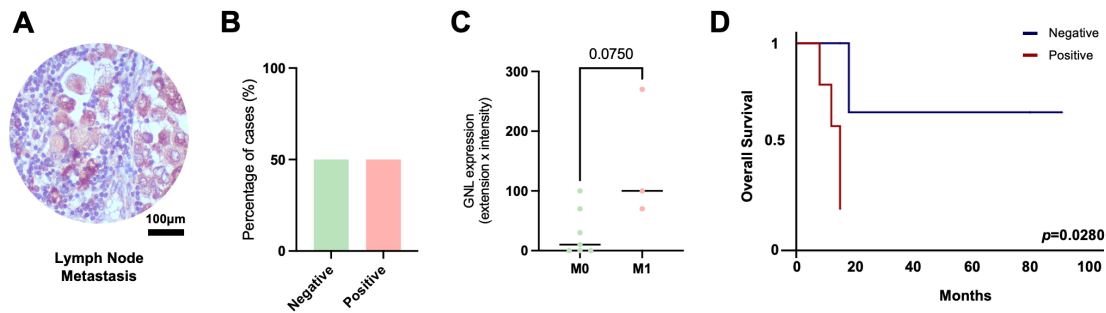 A
100µm
Lymph Node
Metastasis
B
Percentage of cases (%)
100
50
0
Negative
Positive
C
0.0750
GNL expression
(extension x intensity)
300
200
100
0
M0
M1
D
Negative
Positive
Overall Survival
1
0.5
0
p=0.0280
0
20
40
60
80
100
Months